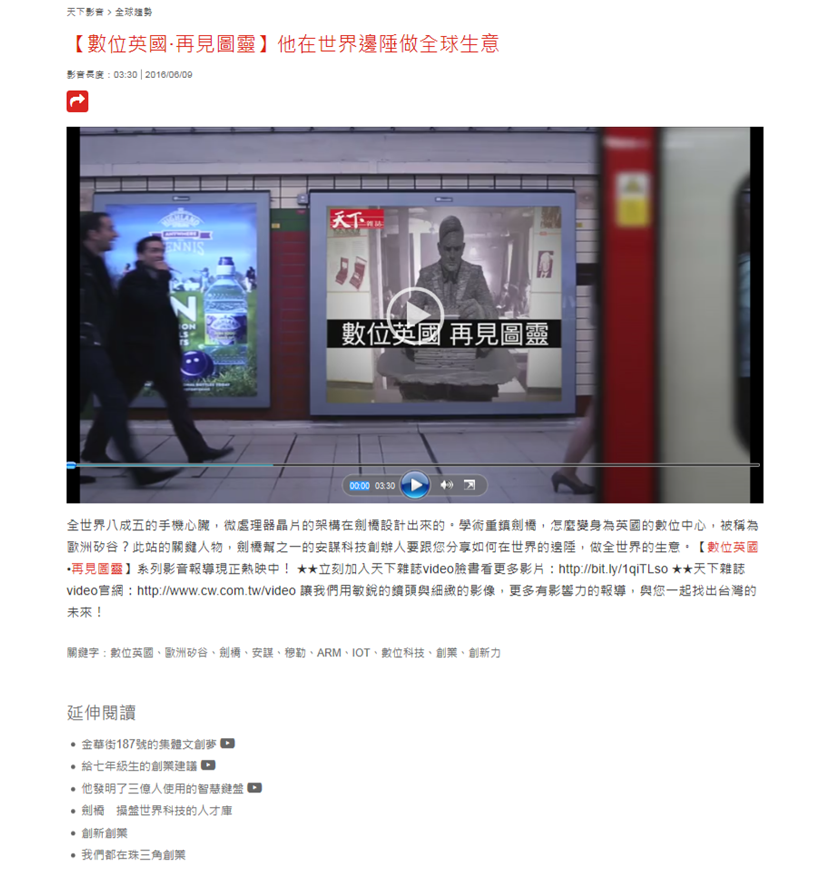 天下影音 > 全球趨勢
【數位英國·再見圖靈】他在世界邊陲做全球生意
影音長度：03:30 | 2016/06/09
天下雜誌
數位英國 再見圖靈
00:00 03:30
全世界八成五的手機心臟，微處理器晶片的架構在劍橋設計出來的。學術重鎮劍橋，怎麼變身為英國的數位中心，被稱為
歐洲矽谷？此站的關鍵人物，劍橋幫之一的安謀科技創辦人要跟您分享如何在世界的邊陲，做全世界的生意。【數位英國
•再見圖靈】系列影音報導現正熱映中！ ★★立刻加入天下雜誌video臉書看更多影片：http://bit.ly/1qiTLso ★★天下雜誌
video官網：http://www.cw.com.tw/video 讓我們用敏銳的鏡頭與細緻的影像，更多有影響力的報導，與您一起找出台灣的
未來！
關鍵字：數位英國、歐洲矽谷、劍橋、安謀、穆勒、ARM、IOT、數位科技、創業、創新力
延伸閱讀
• 金華街187號的集體文創夢
• 給七年級生的創業建議
• 他發明了三億人使用的智慧鍵盤
• 劍橋　操盤世界科技的人才庫
• 創新創業
• 我們都在珠三角創業